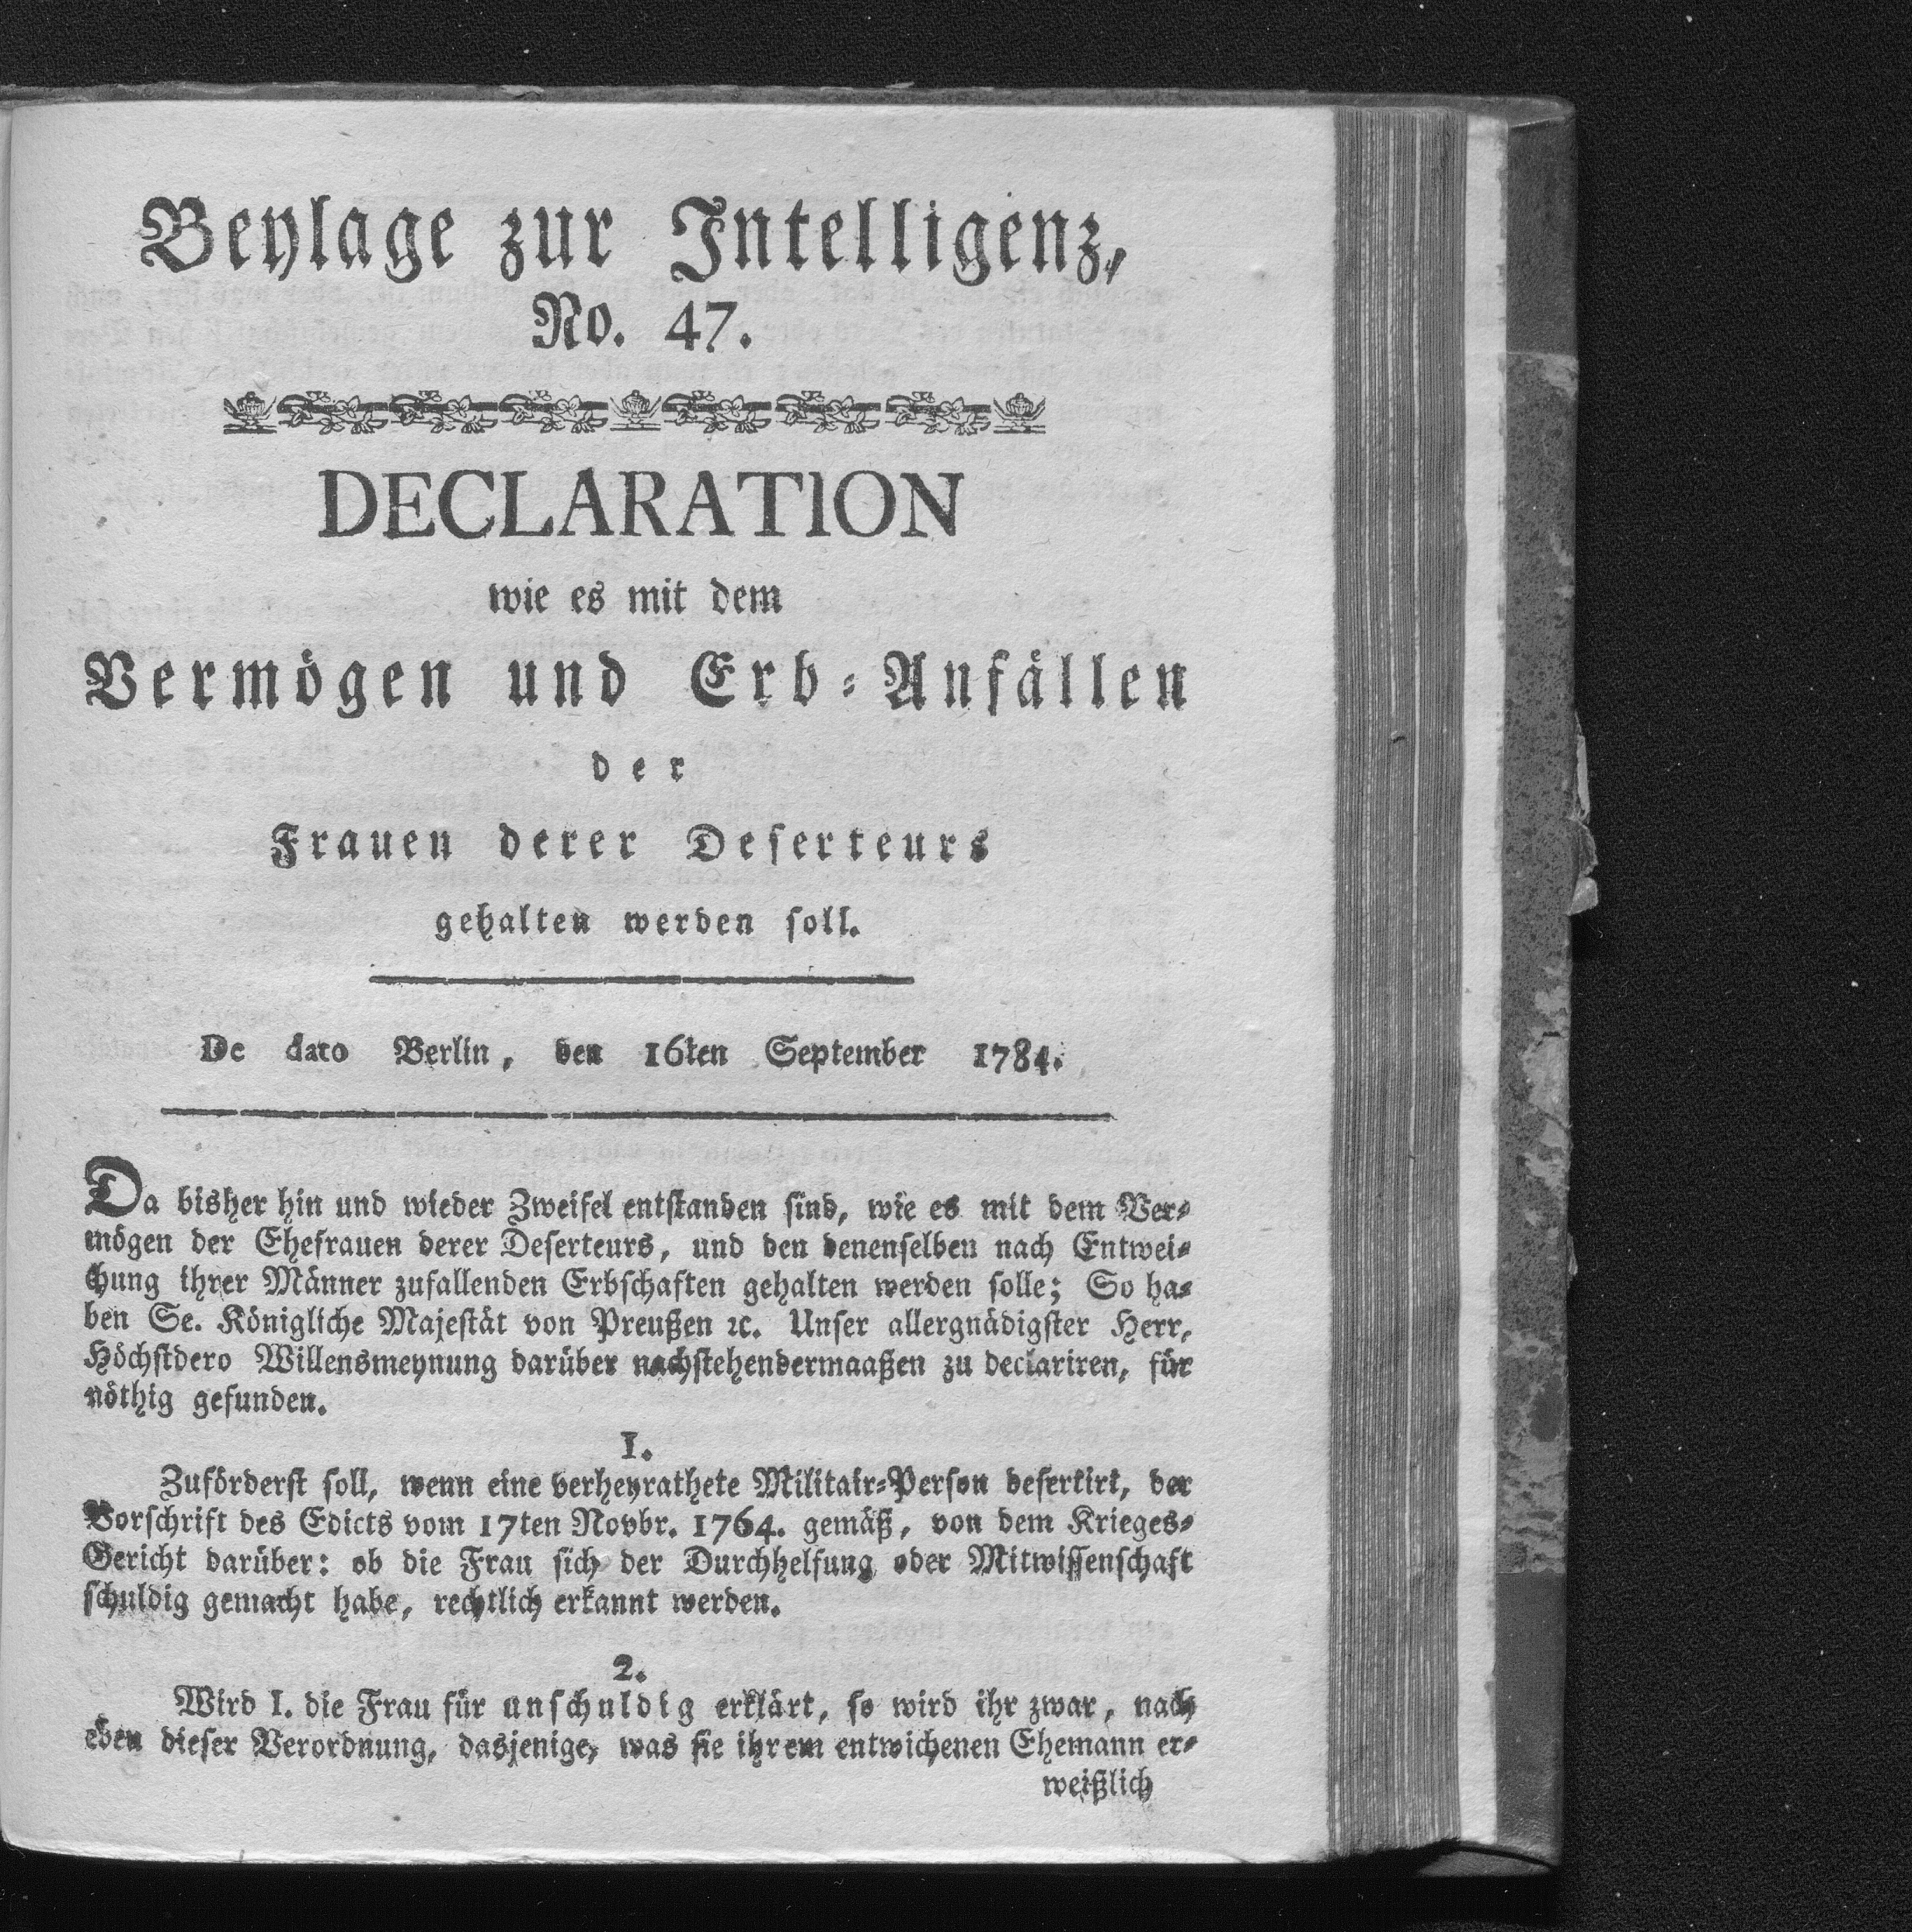 Beylage zur Intelligenz,
No. 47.
DECLARATION
wie es mit dem
Vermögen und Erb-Anfällen
der
Frauen derer Deserteurs
gehalten werden soll.
De dato Berlin, den 16ten September 1784.
Da bisher hin und wieder Zweifel entstanden sind, wie es mit dem Ver-
mögen der Ehefrauen derer Deserteurs, und den denenselben nach Entwei-
chung ihrer Männer zufallenden Erbschaften gehalten werden solle; So ha-
ben Se. Königliche Majestät von Preußen ꝛc. Unser allergnädigster Herr,
Höchstdero Willensmeynung darüber nachstehendermaaßen zu declariren, für
nöthig gefunden.
1.
Zuförderst soll, wenn eine verheyrathete Militair-Person desertirt, der
Vorschrift des Edicts vom 17ten Novbr. 1764. gemäß, von dem Krieges-
Gericht darüber: ob die Frau sich der Durchhelfung oder Mitwissenschaft
schuldig gemacht habe, rechtlich erkannt werden.
2.
Wird I. die Frau für unschuldig erklärt, so wird ihr zwar, nach
eben dieser Verordnung, dasjenige, was sie ihrem entwichenen Ehemann er-
weißlich